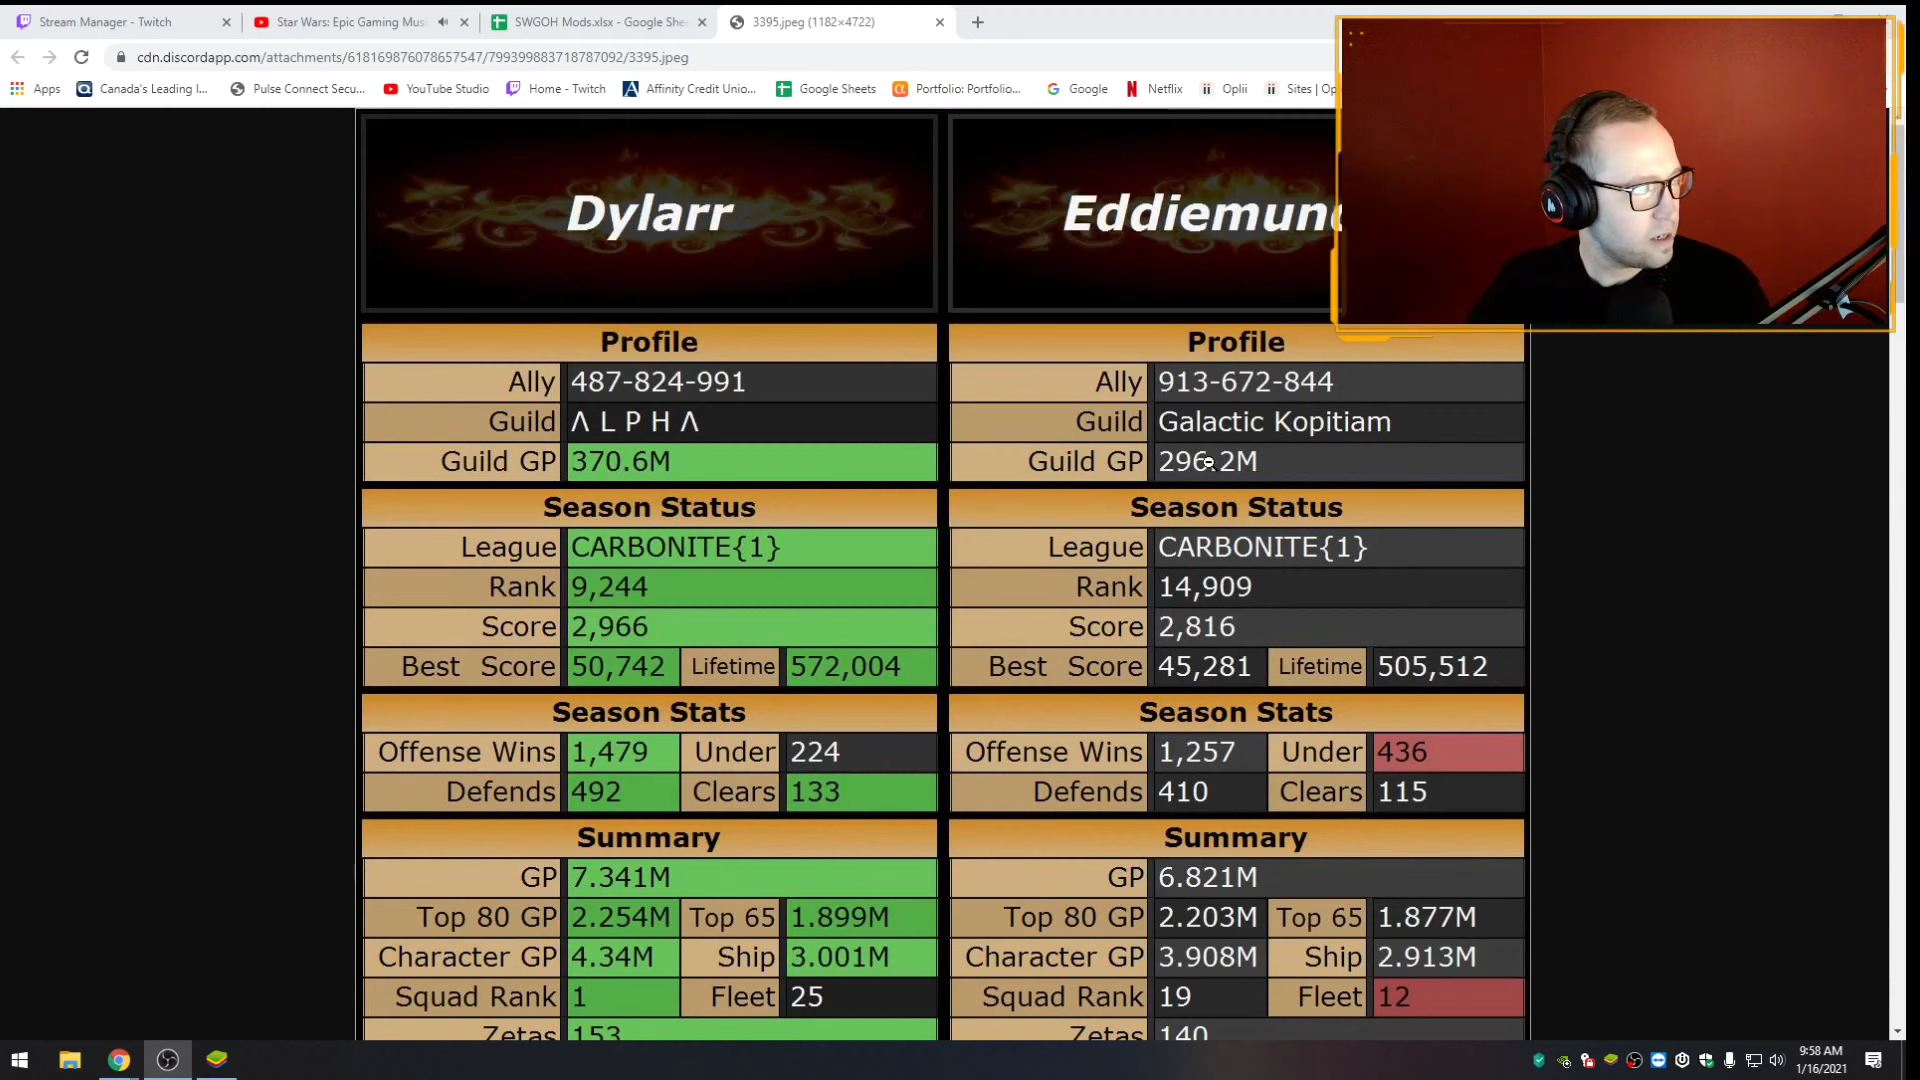 Stream Manager - Twitch
Star Wars: Epic Gaming Mus
SWGOH Mods.xlsx - Google She
3395.jpeg (1182×4722)
cdn.discordapp.com/attachments/618169876078657547/799399883718787092/3395.jpeg
Apps Canada's Leading I... Pulse Connect Secu... YouTube Studio Home - Twitch Affinity Credit Unio... Google Sheets Portfolio: Portfolio... Google Netflix Oplii Sites | Op
Dylarr
Profile
Ally 487-824-991
Guild Λ L P H Λ
Guild GP 370.6M
Season Status
League CARBONITE{1}
Rank 9,244
Score 2,966
Best Score 50,742 Lifetime 572,004
Season Stats
Offense Wins 1,479 Under 224
Defends 492 Clears 133
Summary
GP 7.341M
Top 80 GP 2.254M Top 65 1.899M
Character GP 4.34M Ship 3.001M
Squad Rank 1 Fleet 25
Zetas 153
Eddiemund
Profile
Ally 913-672-844
Guild Galactic Kopitiam
Guild GP 296.2M
Season Status
League CARBONITE{1}
Rank 14,909
Score 2,816
Best Score 45,281 Lifetime 505,512
Season Stats
Offense Wins 1,257 Under 436
Defends 410 Clears 115
Summary
GP 6.821M
Top 80 GP 2.203M Top 65 1.877M
Character GP 3.908M Ship 2.913M
Squad Rank 19 Fleet 12
Zetas 140
9:58 AM
1/16/2021